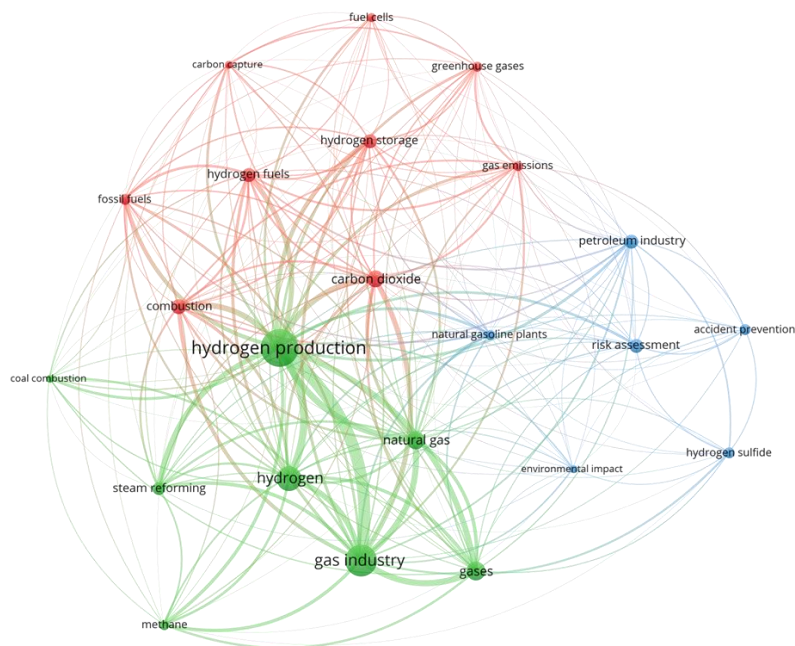 fuel cells
carbon capture
greenhouse gases
hydrogen storage
gas emissions
hydrogen fuels
fossil fuels
petroleum industry
carbon dioxide
combustion
accident prevention
natural gasoline plants
risk assessment
hydrogen production
coal combustion
natural gas
hydrogen sulfide
environmental impact
hydrogen
steam reforming
gas industry
gases
methane